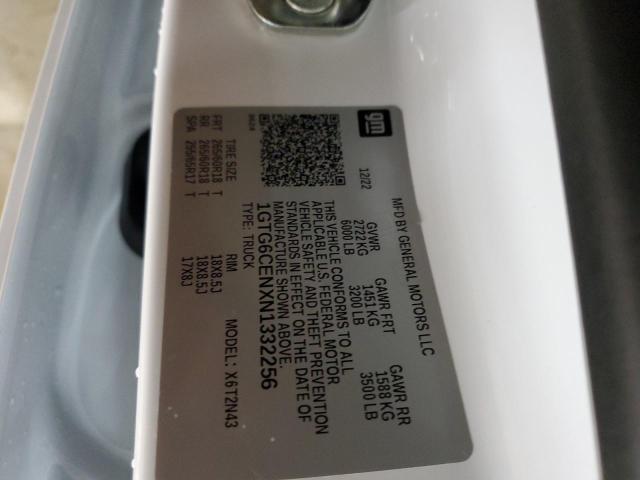 gm
MFD BY GENERAL MOTORS LLC
12/22
GVWR GAWR FRT GAWR RR
2722KG 1451 KG 1588 KG
6000 LB 3200 LB 3500 LB
THIS VEHICLE CONFORMS TO ALL
APPLICABLE U.S. FEDERAL MOTOR
VEHICLE SAFETY AND THEFT PREVENTION
STANDARDS IN EFFECT ON THE DATE OF
MANUFACTURE SHOWN ABOVE.
1GTG6CENXN1332256
TYPE: TRUCK MODEL: X6T2N43
TIRE SIZE RIM
FRT 265/60R18 T 18X8.5J
RR 265/60R18 T 18X8.5J
SPA 255/65R17 T 17X8J